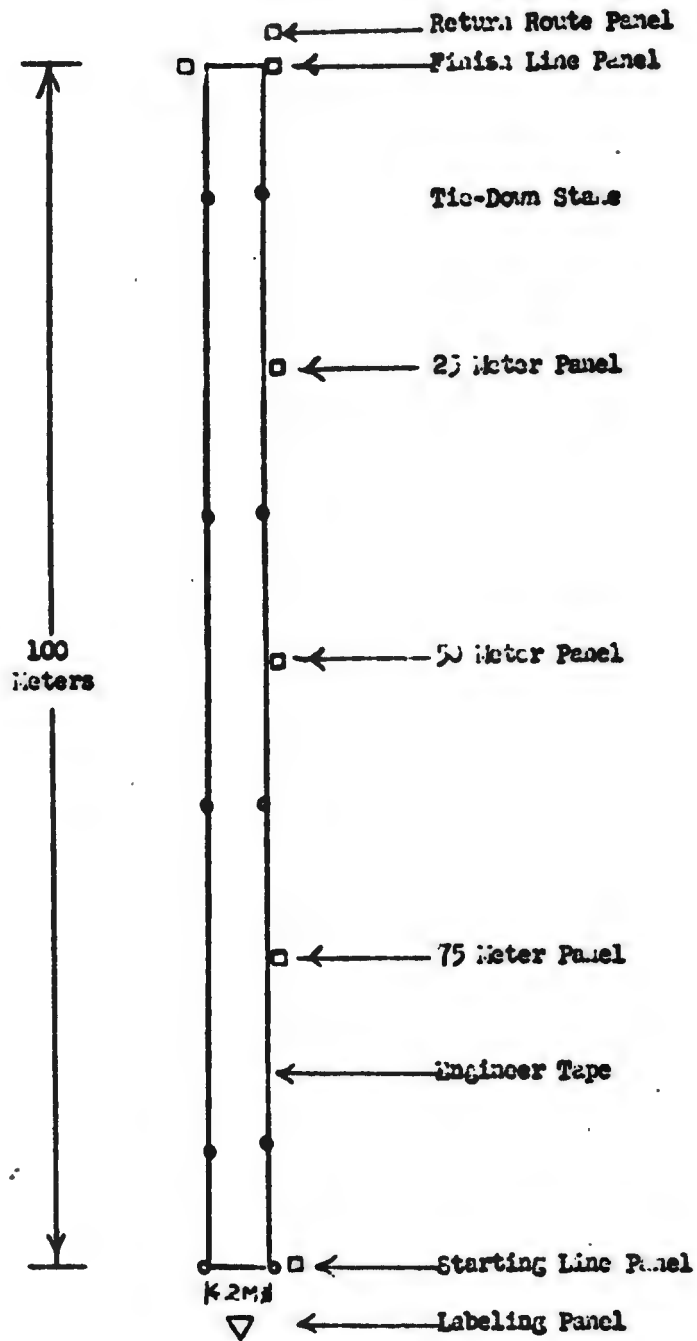 Return Route Panel
Finish Line Panel
Tie-Down Stake
25 Meter Panel
50 Meter Panel
100
Meters
75 Meter Panel
Engineer Tape
Starting Line Panel
2M
Labeling Panel